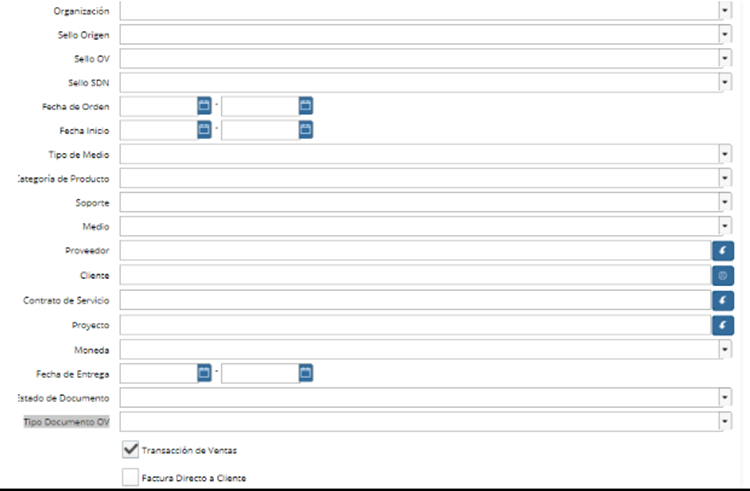 Organización
Sello Origen
Sello OV
Sello SDN
Fecha de Orden -
Fecha Inicio -
Tipo de Medio
ategoría de Producto
Soporte
Medio
Proveedor
Cliente
Contrato de Servicio
Proyecto
Moneda
Fecha de Entrega -
stado de Documento
Tipo Documento OV
Transacción de Ventas
Factura Directo a Cliente